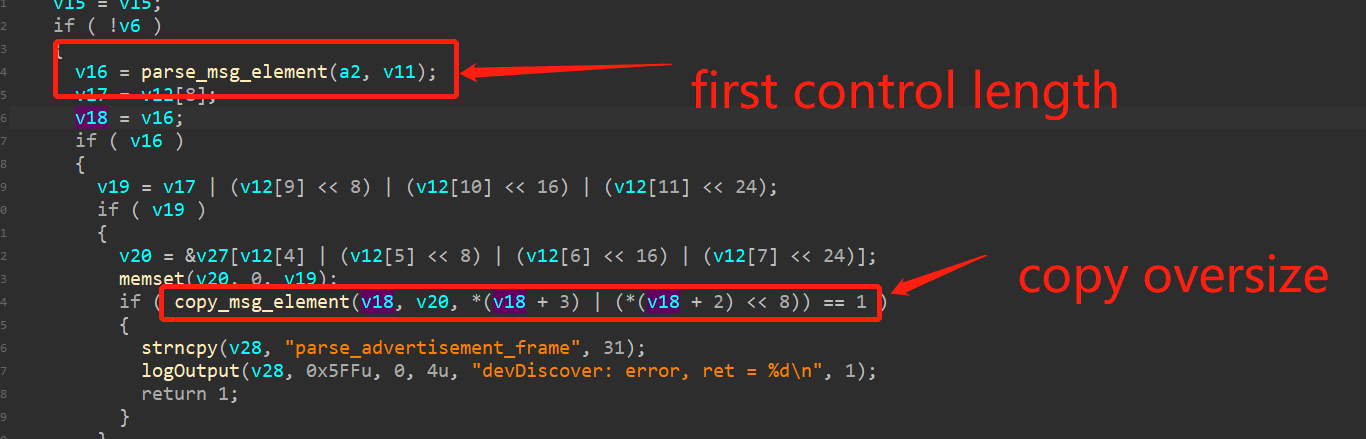 v15 = v15;
if ( !v6 )
{
v16 = parse_msg_element(a2, v11);
first control length
v17 = v12[8];
v18 = v16;
if ( v16 )
{
v19 = v17 | (v12[9] << 8) | (v12[10] << 16) | (v12[11] << 24);
if ( v19 )
{
v20 = &v27[v12[4] | (v12[5] << 8) | (v12[6] << 16) | (v12[7] << 24)];
memset(v20, 0, v19);
copy oversize
if ( copy_msg_element(v18, v20, *(v18 + 3) | (*(v18 + 2) << 8)) == 1 )
{
strncpy(v28, "parse_advertisement_frame", 31);
logOutput(v28, 0x5FFu, 0, 4u, "devDiscover: error, ret = %d\n", 1);
return 1;
}
}